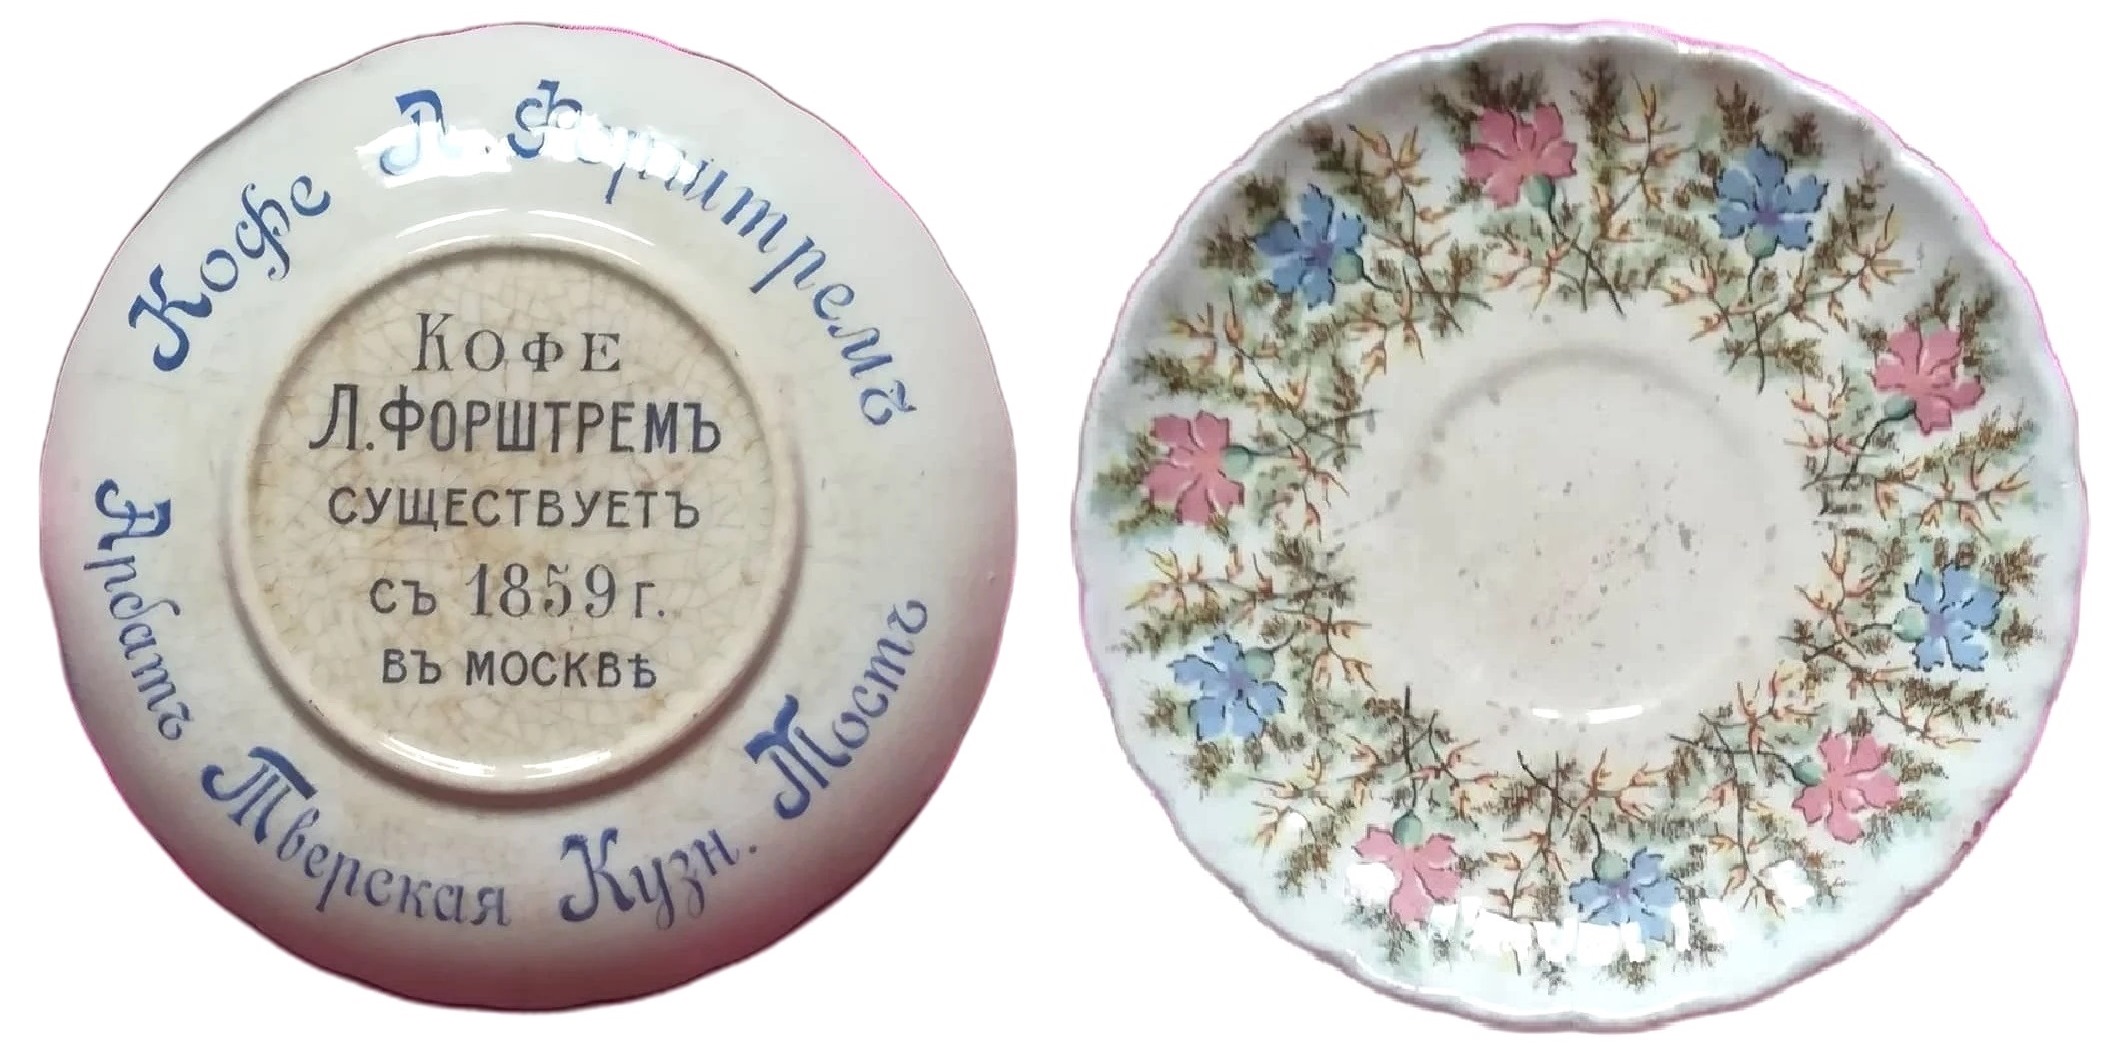 Кофе Л. Форштремъ
КОФЕ
Л. ФОРШТРЕМЪ
СУЩЕСТВУЕТЪ
СЪ 1859 г.
ВЪ МОСКВѢ
Арбатъ Тверская Кузн. Мостъ